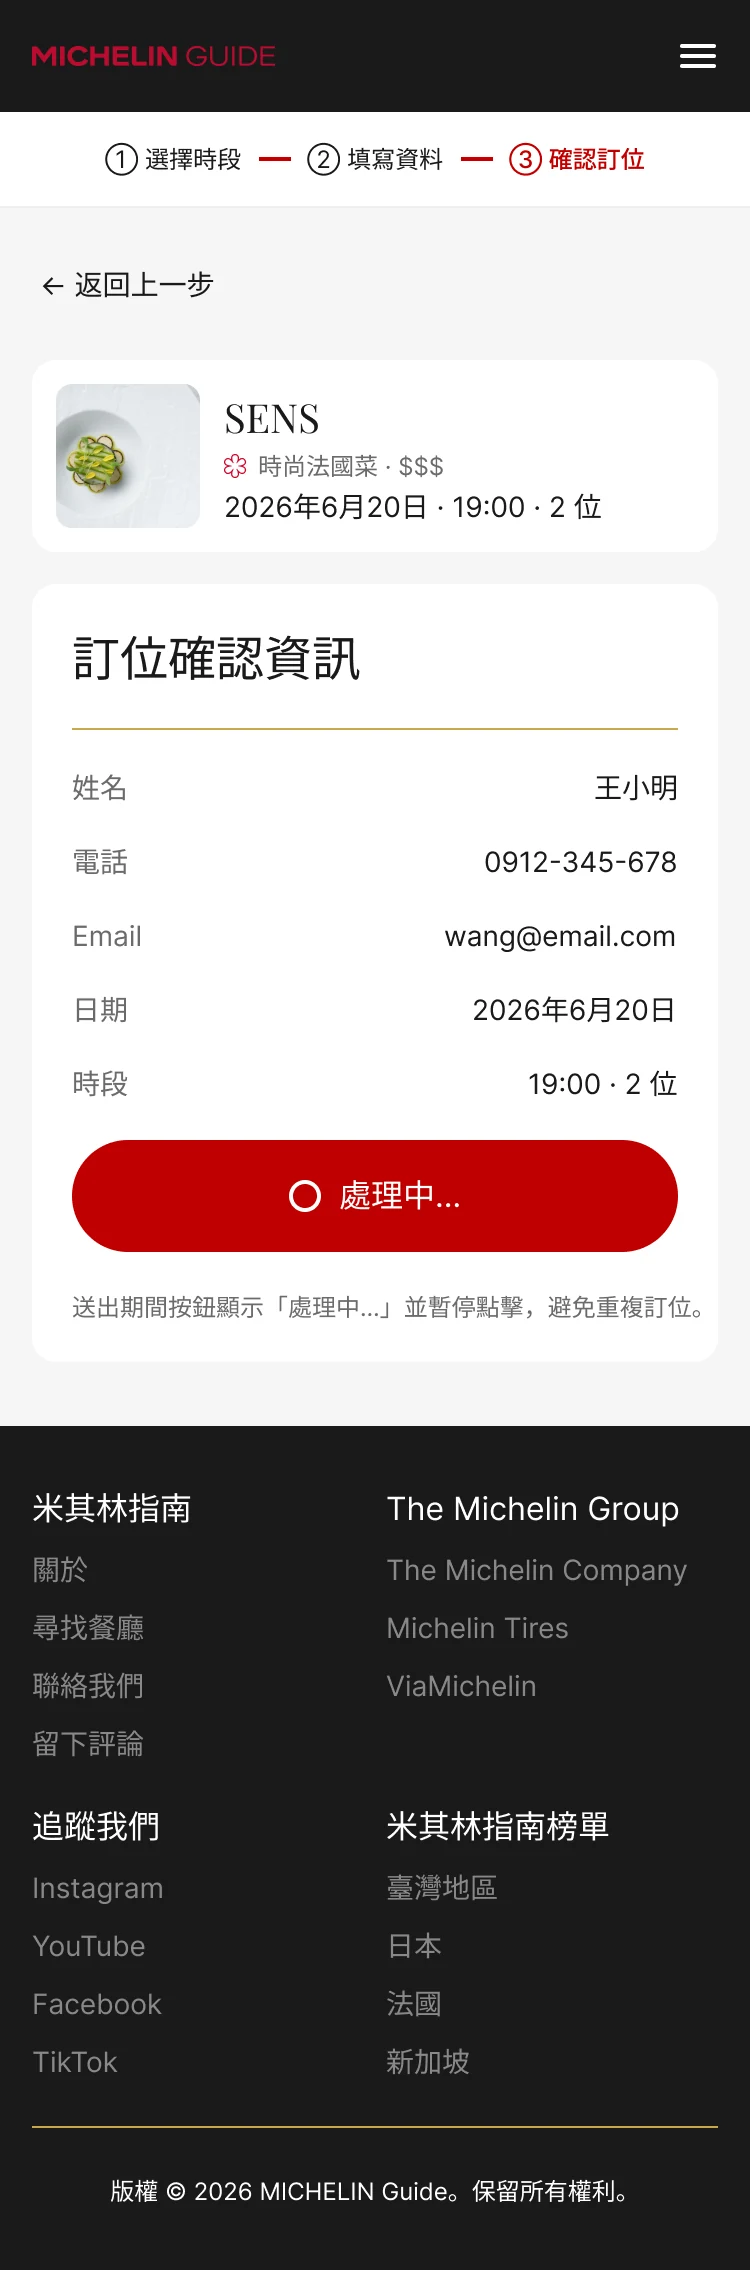 MICHELIN GUIDE
① 選擇時段 — ② 填寫資料 — ③ 確認訂位
← 返回上一步
SENS
時尚法國菜 · $$$
2026年6月20日 · 19:00 · 2 位
訂位確認資訊
姓名 王小明
電話 0912-345-678
Email wang@email.com
日期 2026年6月20日
時段 19:00 · 2 位
處理中…
送出期間按鈕顯示「處理中…」並暫停點擊，避免重複訂位。
米其林指南
關於
尋找餐廳
聯絡我們
留下評論
The Michelin Group
The Michelin Company
Michelin Tires
ViaMichelin
追蹤我們
Instagram
YouTube
Facebook
TikTok
米其林指南榜單
臺灣地區
日本
法國
新加坡
版權 © 2026 MICHELIN Guide。保留所有權利。